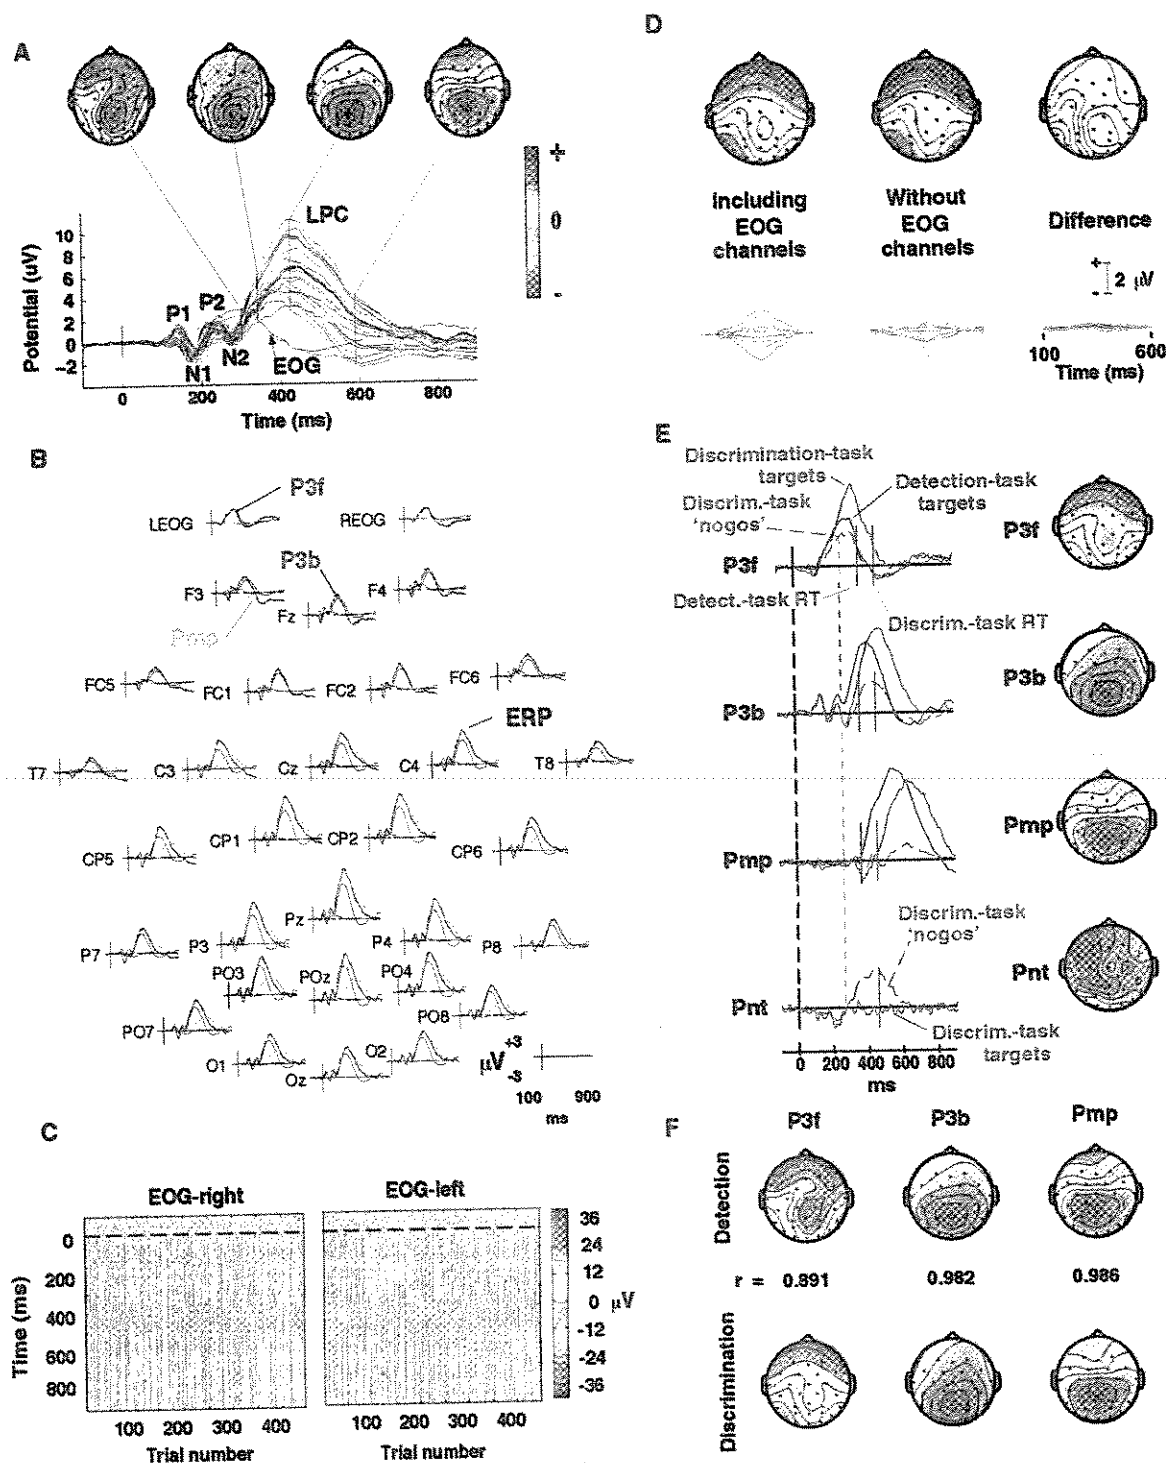 A
+
0
-
LPC
Potential (uV)
10
8
6
4
2
0
-2
P1
P2
N1
N2
EOG
0
200
400
600
800
Time (ms)
B
P3f
LEOG
REOG
P3b
F3
F4
Fz
Pmp
FC5
FC1
FC2
FC6
ERP
T7
C3
Cz
C4
T8
CP5
CP1
CP2
CP6
Pz
P7
P3
P4
P8
PO3
POz
PO4
PO7
PO8
O1
O2
Oz
μV
+3
-3
100
900
ms
C
EOG-right
EOG-left
Time (ms)
0
200
400
600
800
100 200 300 400
100 200 300 400
Trial number
Trial number
36
24
12
0 μV
-12
-24
-36
D
Including
EOG
channels
Without
EOG
channels
Difference
+
-
2 μV
100
600
Time (ms)
E
Discrimination-task
targets
Discrim.-task
'nogos'
Detection-task
targets
P3f
P3f
Detect.-task RT
Discrim.-task RT
P3b
P3b
Pmp
Pmp
Discrim.-task
'nogos'
Pnt
Pnt
Discrim.-task
targets
0 200 400 600 800
ms
F
P3f
P3b
Pmp
Detection
r = 0.891
0.982
0.986
Discrimination